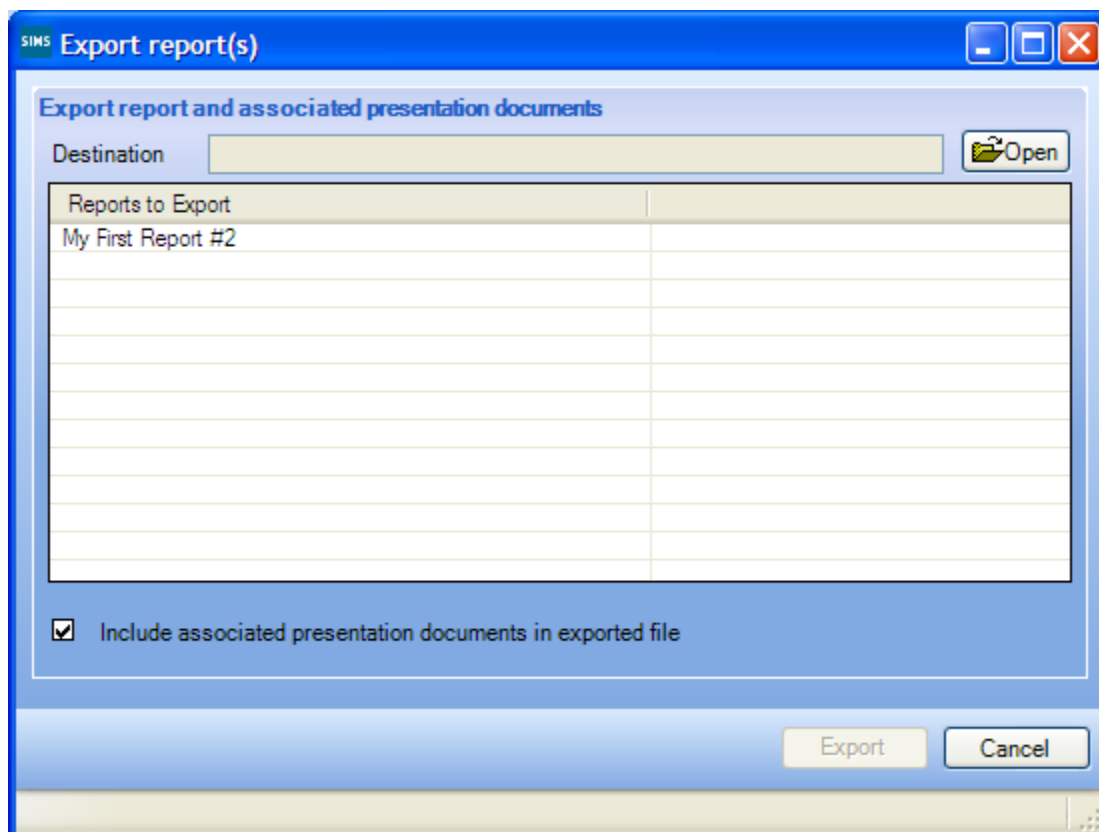 SIMS Export report(s)
Export report and associated presentation documents
Destination Open
Reports to Export
My First Report #2
Include associated presentation documents in exported file
Export Cancel